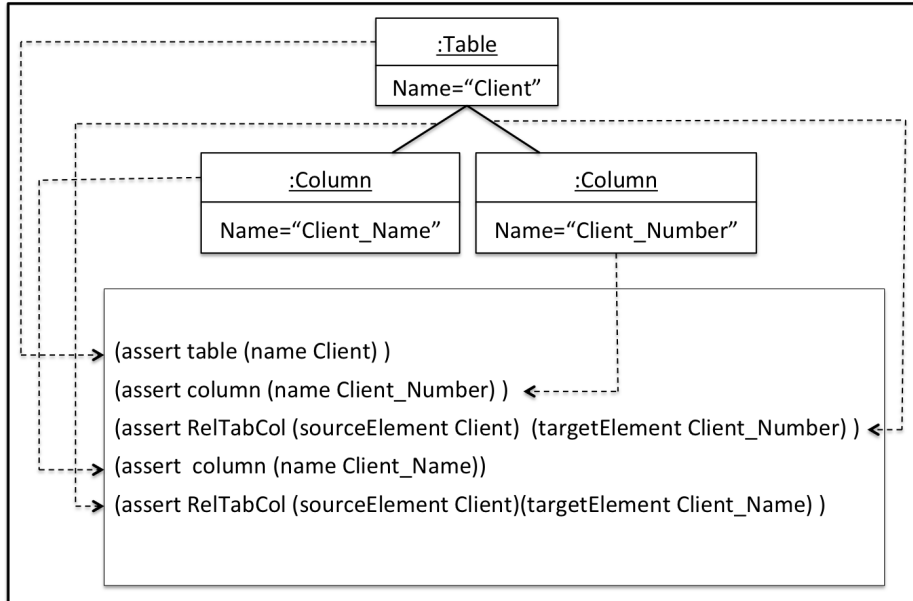 :Table
Name=“Client”
:Column
Name=“Client_Name”
:Column
Name=“Client_Number”
(assert table (name Client) )
(assert column (name Client_Number) )
(assert RelTabCol (sourceElement Client)  (targetElement Client_Number) )
(assert  column (name Client_Name))
(assert RelTabCol (sourceElement Client)(targetElement Client_Name) )